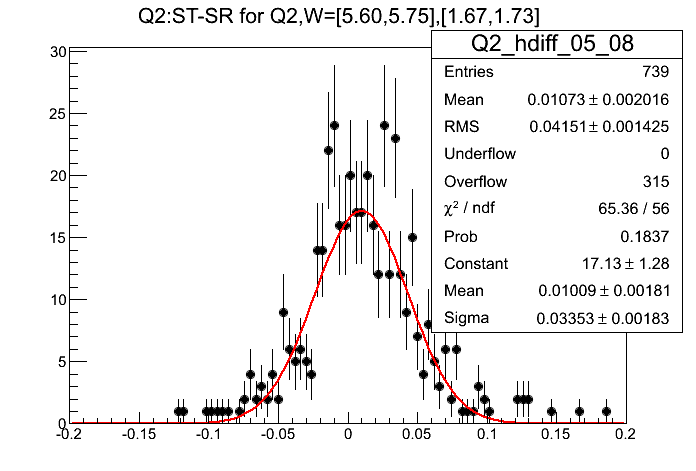 Q2:ST-SR for Q2,W=[5.60,5.75],[1.67,1.73]
Q2_hdiff_05_08
Entries 739
Mean 0.01073 ± 0.002016
RMS 0.04151 ± 0.001425
Underflow 0
Overflow 315
χ² / ndf 65.36 / 56
Prob 0.1837
Constant 17.13 ± 1.28
Mean 0.01009 ± 0.00181
Sigma 0.03353 ± 0.00183
30
25
20
15
10
5
0
-0.2 -0.15 -0.1 -0.05 0 0.05 0.1 0.15 0.2